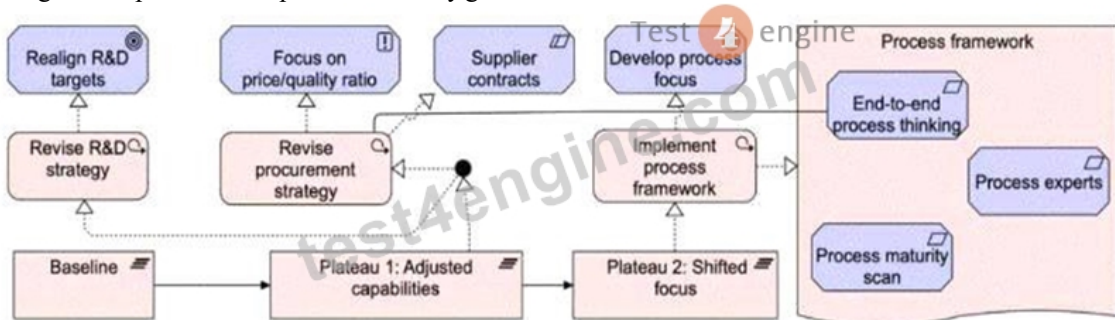 Test 4 engine
Realign R&D
targets
Focus on
price/quality ratio
Supplier
contracts
Develop process
focus
Process framework
End-to-end
process thinking
Process experts
Process maturity
scan
Revise R&D
strategy
Revise
procurement
strategy
Implement
process
framework
Baseline
Plateau 1: Adjusted
capabilities
Plateau 2: Shifted
focus
test4engine.com